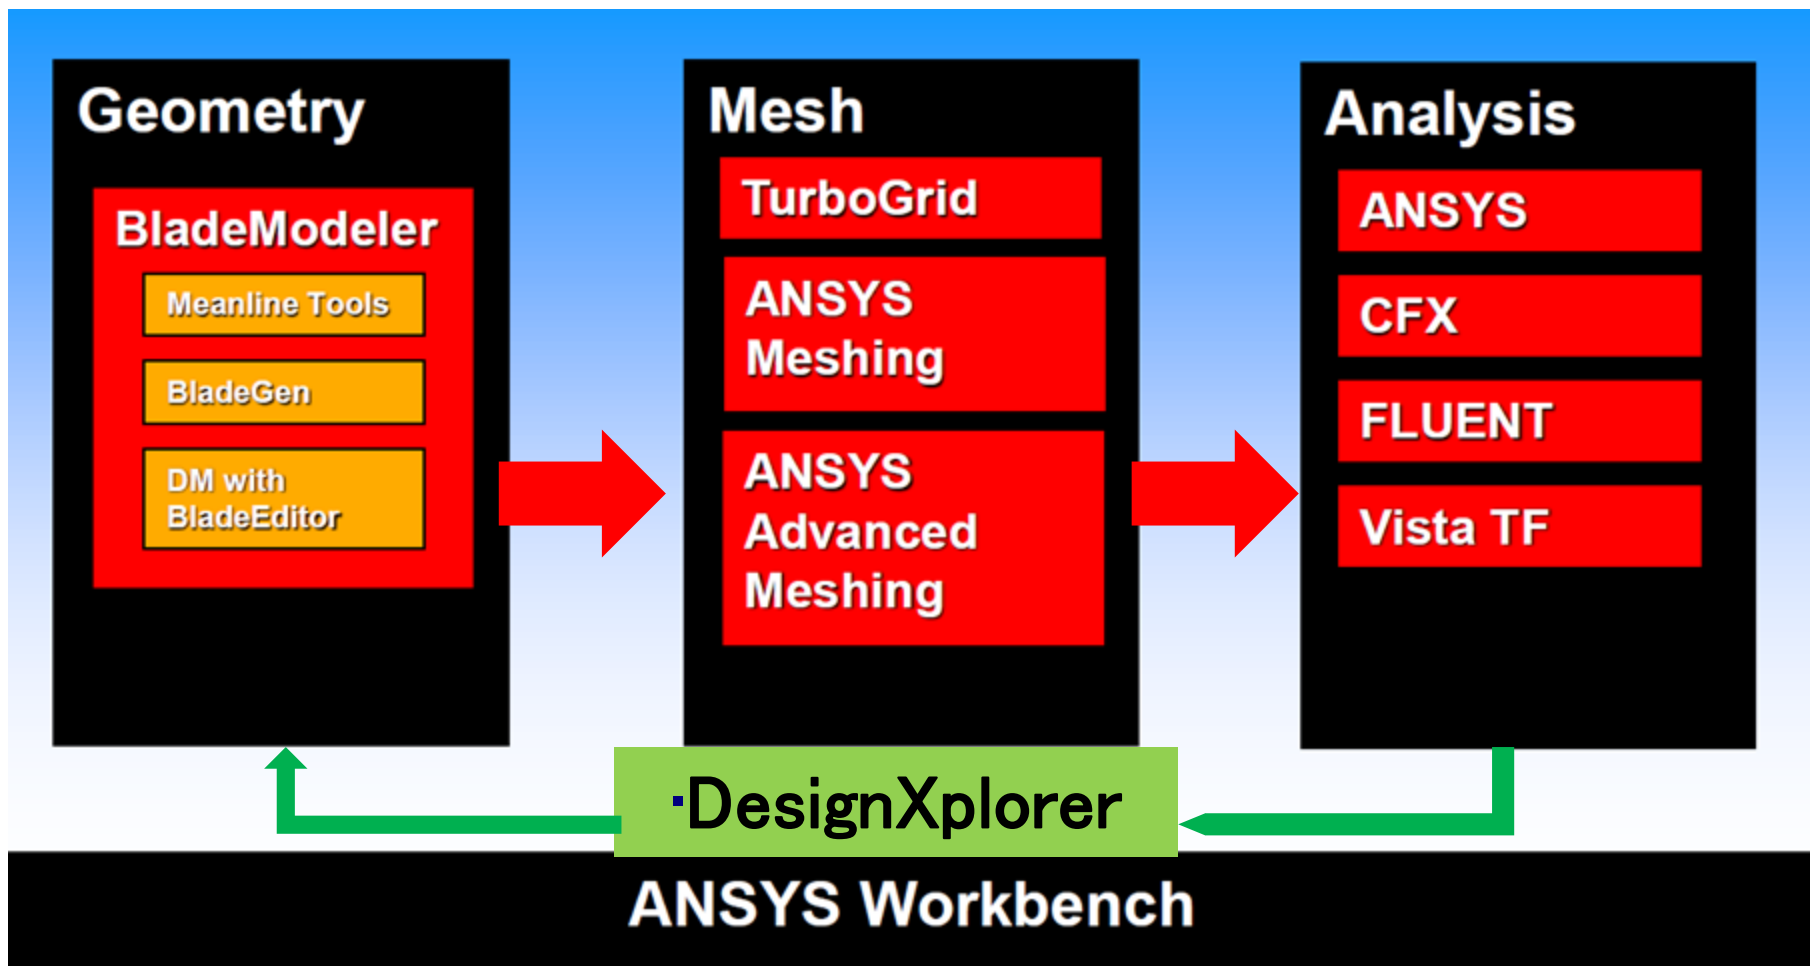 Geometry
BladeModeler
Meanline Tools
BladeGen
DM with
BladeEditor
Mesh
TurboGrid
ANSYS
Meshing
ANSYS
Advanced
Meshing
Analysis
ANSYS
CFX
FLUENT
Vista TF
▪DesignXplorer
ANSYS Workbench